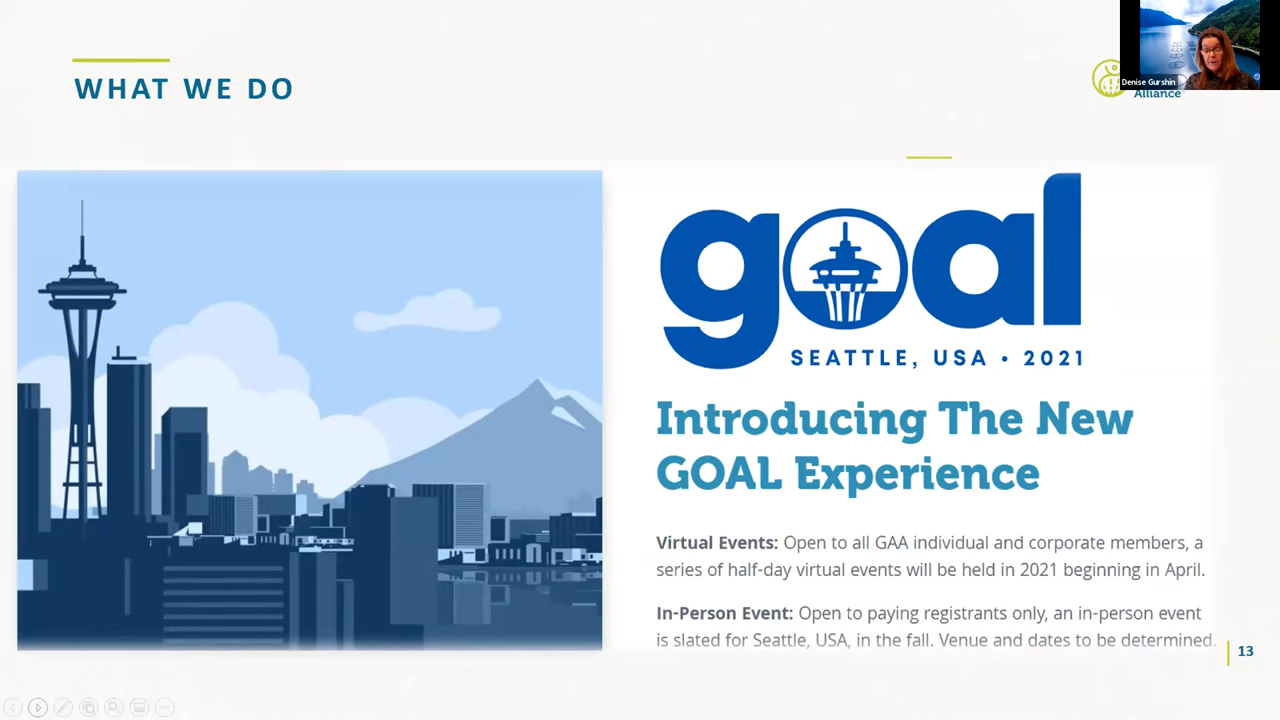 WHAT WE DO
Denise Gurshin
Alliance
goal
SEATTLE, USA • 2021
Introducing The New
GOAL Experience
Virtual Events: Open to all GAA individual and corporate members, a
series of half-day virtual events will be held in 2021 beginning in April.
In-Person Event: Open to paying registrants only, an in-person event
is slated for Seattle, USA, in the fall. Venue and dates to be determined.
13